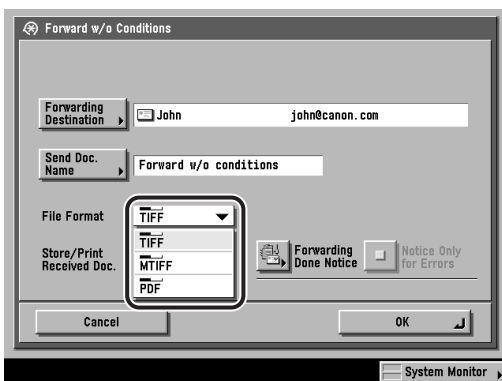 Forward w/o Conditions
Forwarding
Destination
John john@canon.com
Send Doc.
Name
Forward w/o conditions
File Format
TIFF
TIFF
MTIFF
PDF
Store/Print
Received Doc.
Forwarding
Done Notice
Notice Only
for Errors
Cancel
OK
System Monitor